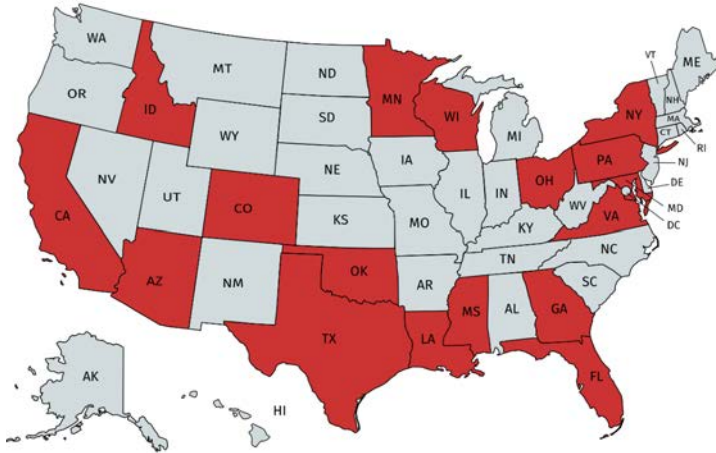 WA
MT
ND
MN
VT
ME
OR
ID
SD
WI
NH
NY
MA
WY
MI
CT
RI
IA
PA
NE
NJ
NV
OH
IL
IN
DE
UT
WV
CA
CO
MD
VA
KS
MO
KY
DC
NC
TN
AZ
OK
NM
AR
SC
MS
AL
GA
TX
LA
AK
FL
HI